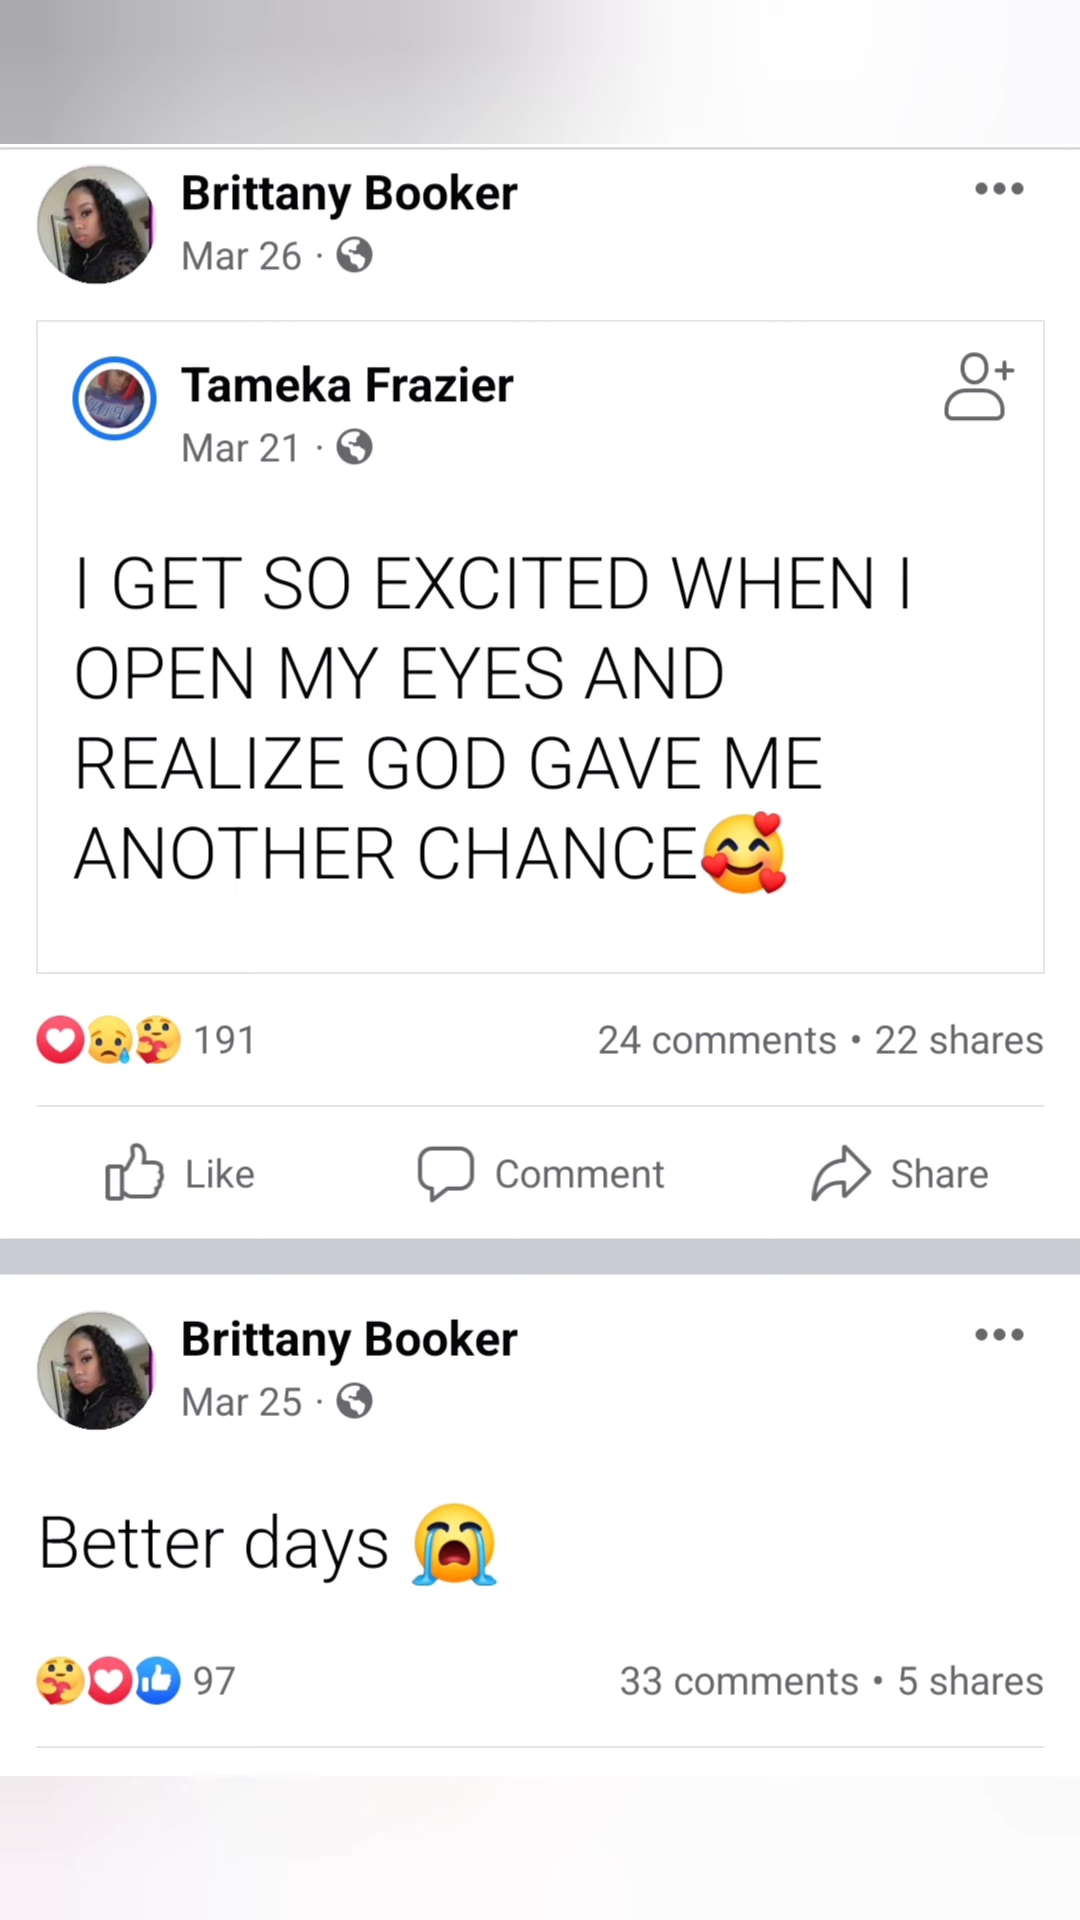 Brittany Booker
Mar 26 ·
Tameka Frazier
Mar 21 ·
I GET SO EXCITED WHEN I
OPEN MY EYES AND
REALIZE GOD GAVE ME
ANOTHER CHANCE🥰
191
24 comments • 22 shares
Like
Comment
Share
Brittany Booker
Mar 25 ·
Better days 😭
97
33 comments • 5 shares